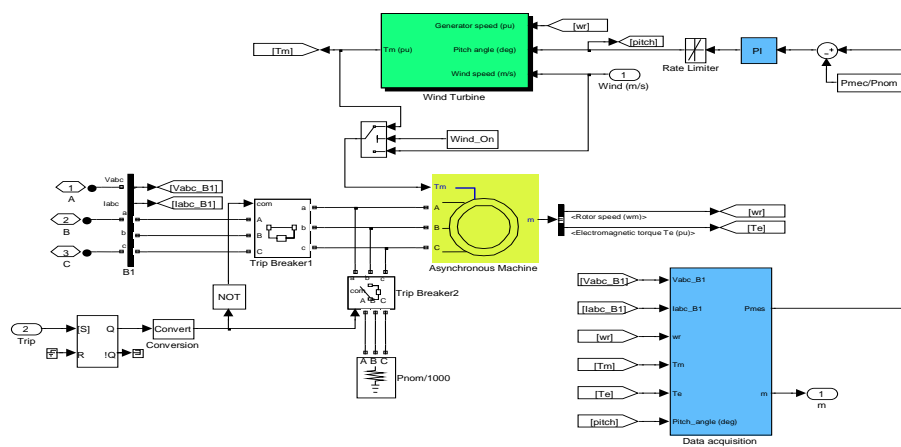 Generator speed (pu)
[wr]
[Tm]
Tm (pu)
Pitch angle (deg)
[pitch]
Rate Limiter
PI
Wind speed (m/s)
1
Wind (m/s)
Wind Turbine
Pmec/Pnom
Wind_On
Vabc
1
A
[Vabc_B1]
Iabc
[Iabc_B1]
2
B
a
b
3
C
c
B1
com
A
B
C
a
b
c
Trip Breaker1
Tm
A
B
C
m
Asynchronous Machine
<Rotor speed (wm)>
[wr]
<Electromagnetic torque Te (pu)>
[Te]
a b c
com
A B C
Trip Breaker2
NOT
2
Trip
[S]
Q
R
!Q
Convert
Conversion
A B C
Pnom/1000
[Vabc_B1]
Vabc_B1
[Iabc_B1]
Iabc_B1
Pmes
[wr]
wr
[Tm]
Tm
[Te]
Te
m
1
m
[pitch]
Pitch_angle (deg)
Data acquisition